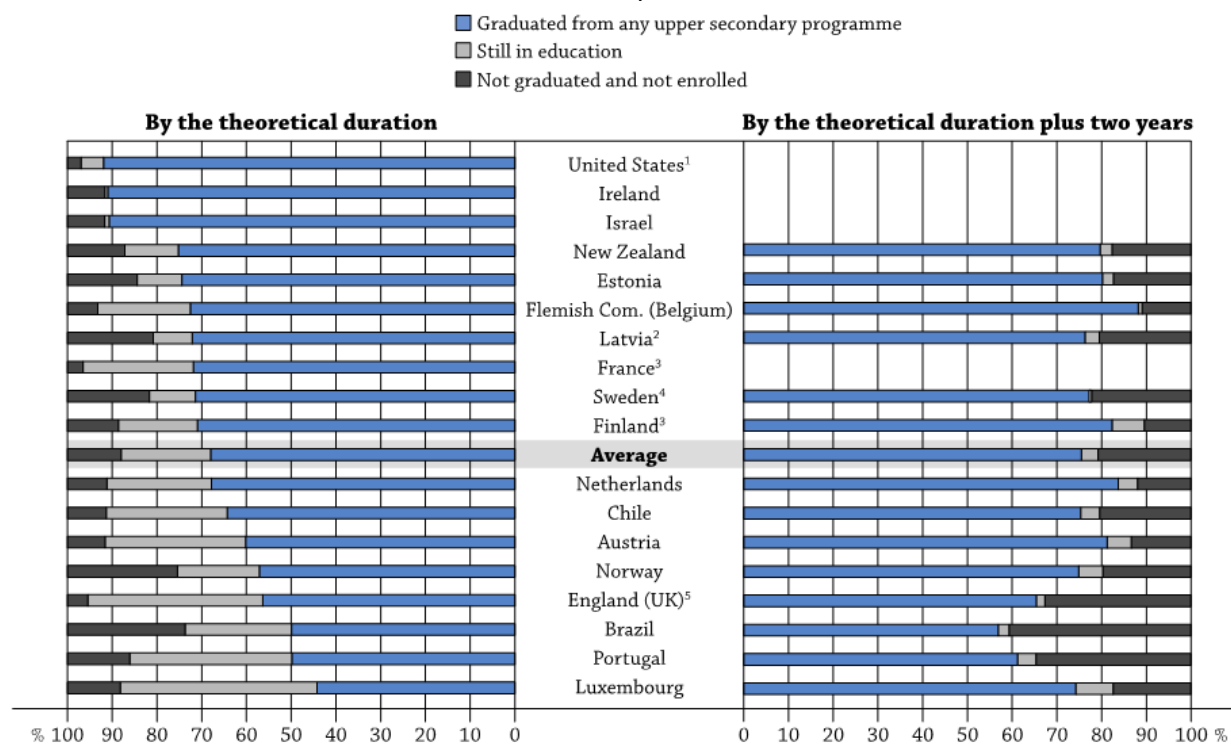 Graduated from any upper secondary programme
Still in education
Not graduated and not enrolled
By the theoretical duration
By the theoretical duration plus two years
United States¹
Ireland
Israel
New Zealand
Estonia
Flemish Com. (Belgium)
Latvia²
France³
Sweden⁴
Finland³
Average
Netherlands
Chile
Austria
Norway
England (UK)⁵
Brazil
Portugal
Luxembourg
% 100 90 80 70 60 50 40 30 20 10 0
0 10 20 30 40 50 60 70 80 90 100 %